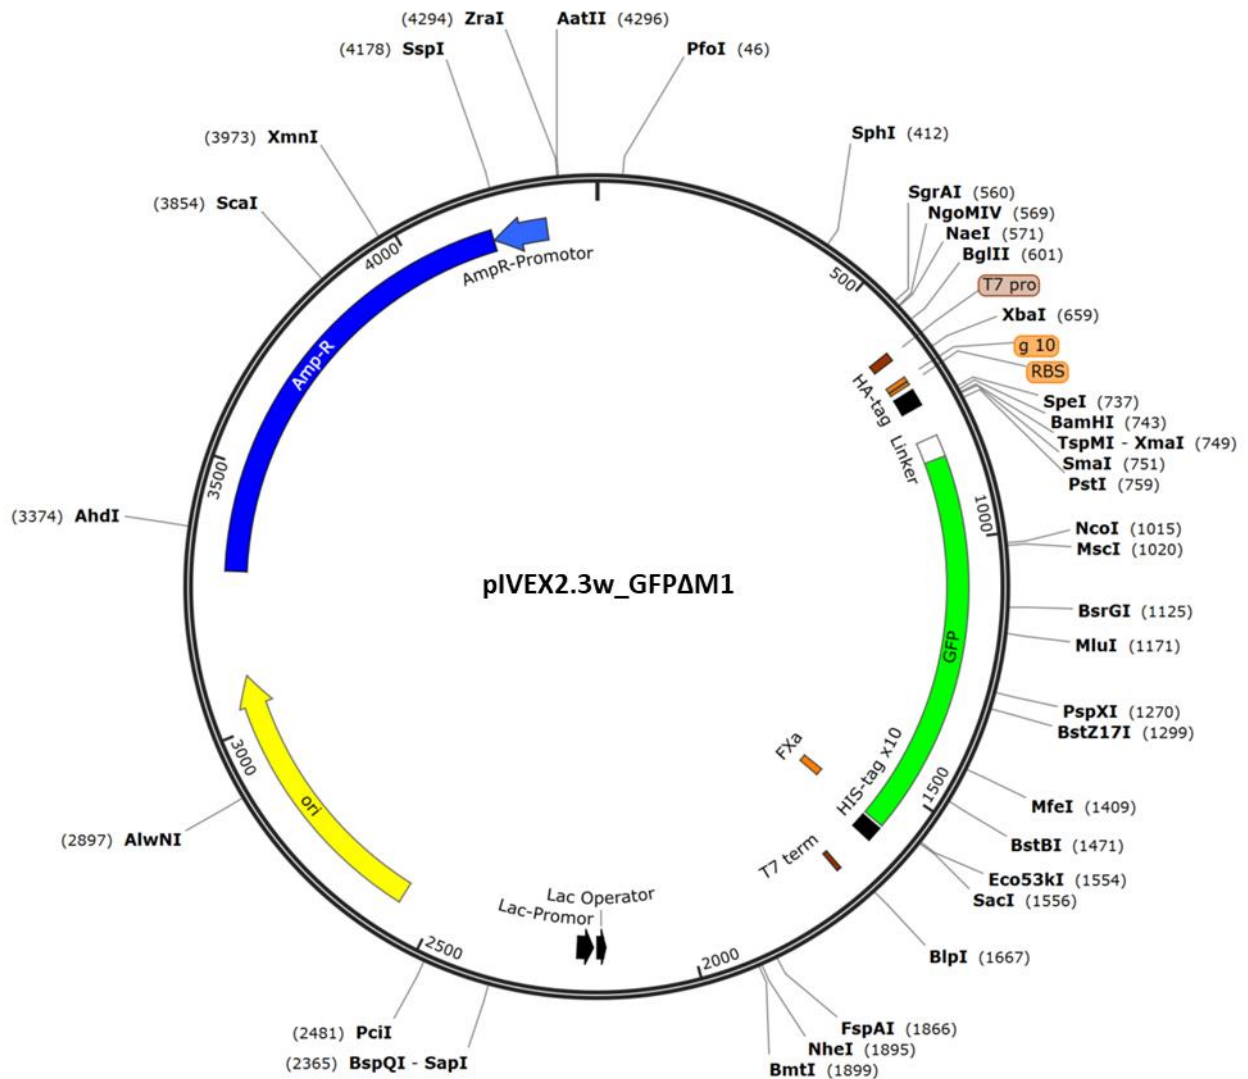 (4294) ZraI
AatII (4296)
(4178) SspI
PfoI (46)
(3973) XmnI
SphI (412)
(3854) ScaI
SgrAI (560)
NgoMIV (569)
NaeI (571)
BglII (601)
T7 pro
XbaI (659)
g 10
RBS
SpeI (737)
BamHI (743)
TspMI - XmaI (749)
SmaI (751)
PstI (759)
AmpR-Promotor
4000
500
Amp-R
HA-tag
Linker
3500
1000
(3374) AhdI
NcoI (1015)
MscI (1020)
pIVEX2.3w_GFPΔM1
BsrGI (1125)
MluI (1171)
GFP
PspXI (1270)
BstZ17I (1299)
FXa
HIS-tag x10
3000
1500
ori
MfeI (1409)
(2897) AlwNI
BstBI (1471)
T7 term
Eco53kI (1554)
SacI (1556)
Lac Operator
Lac-Promor
2500
2000
BlpI (1667)
(2481) PciI
FspAI (1866)
NheI (1895)
(2365) BspQI - SapI
BmtI (1899)